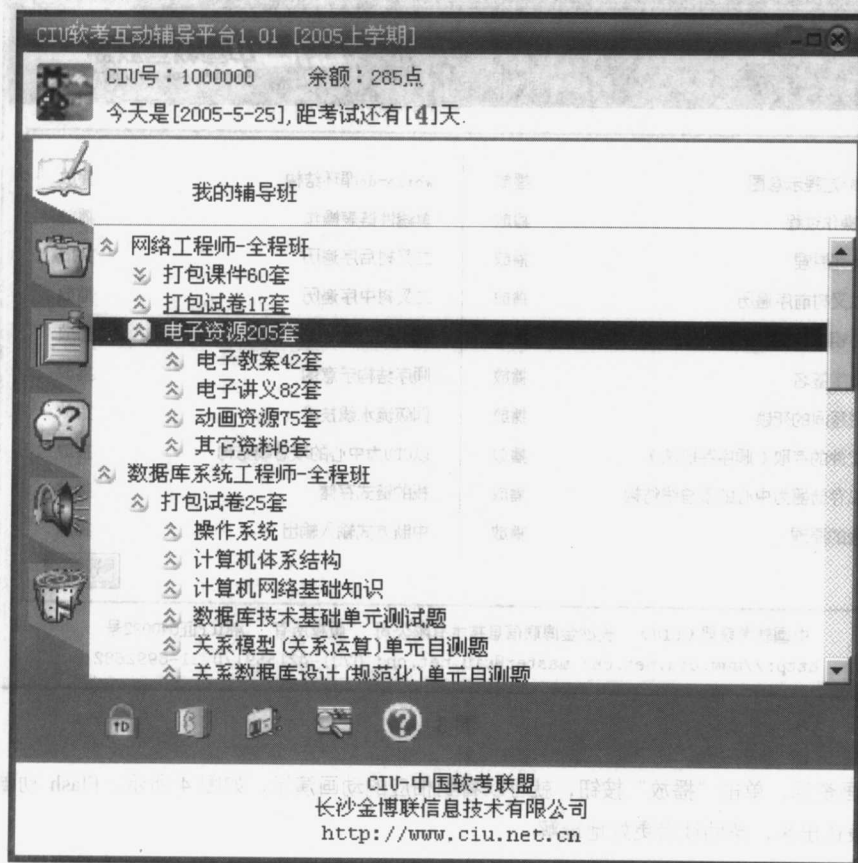 CIU软考互动辅导平台1.01 [2005上学期]
CIU号：1000000 余额：285点
今天是[2005-5-25],距考试还有[4]天.
我的辅导班
网络工程师-全程班
打包课件60套
打包试卷17套
电子资源205套
电子教案42套
电子讲义82套
动画资源75套
其它资料6套
数据库系统工程师-全程班
打包试卷25套
操作系统
计算机体系结构
计算机网络基础知识
数据库技术基础单元测试题
关系模型(关系运算)单元自测题
关系数据库设计(规范化)单元自测题
CIU-中国软考联盟
长沙金博联信息技术有限公司
http://www.ciu.net.cn